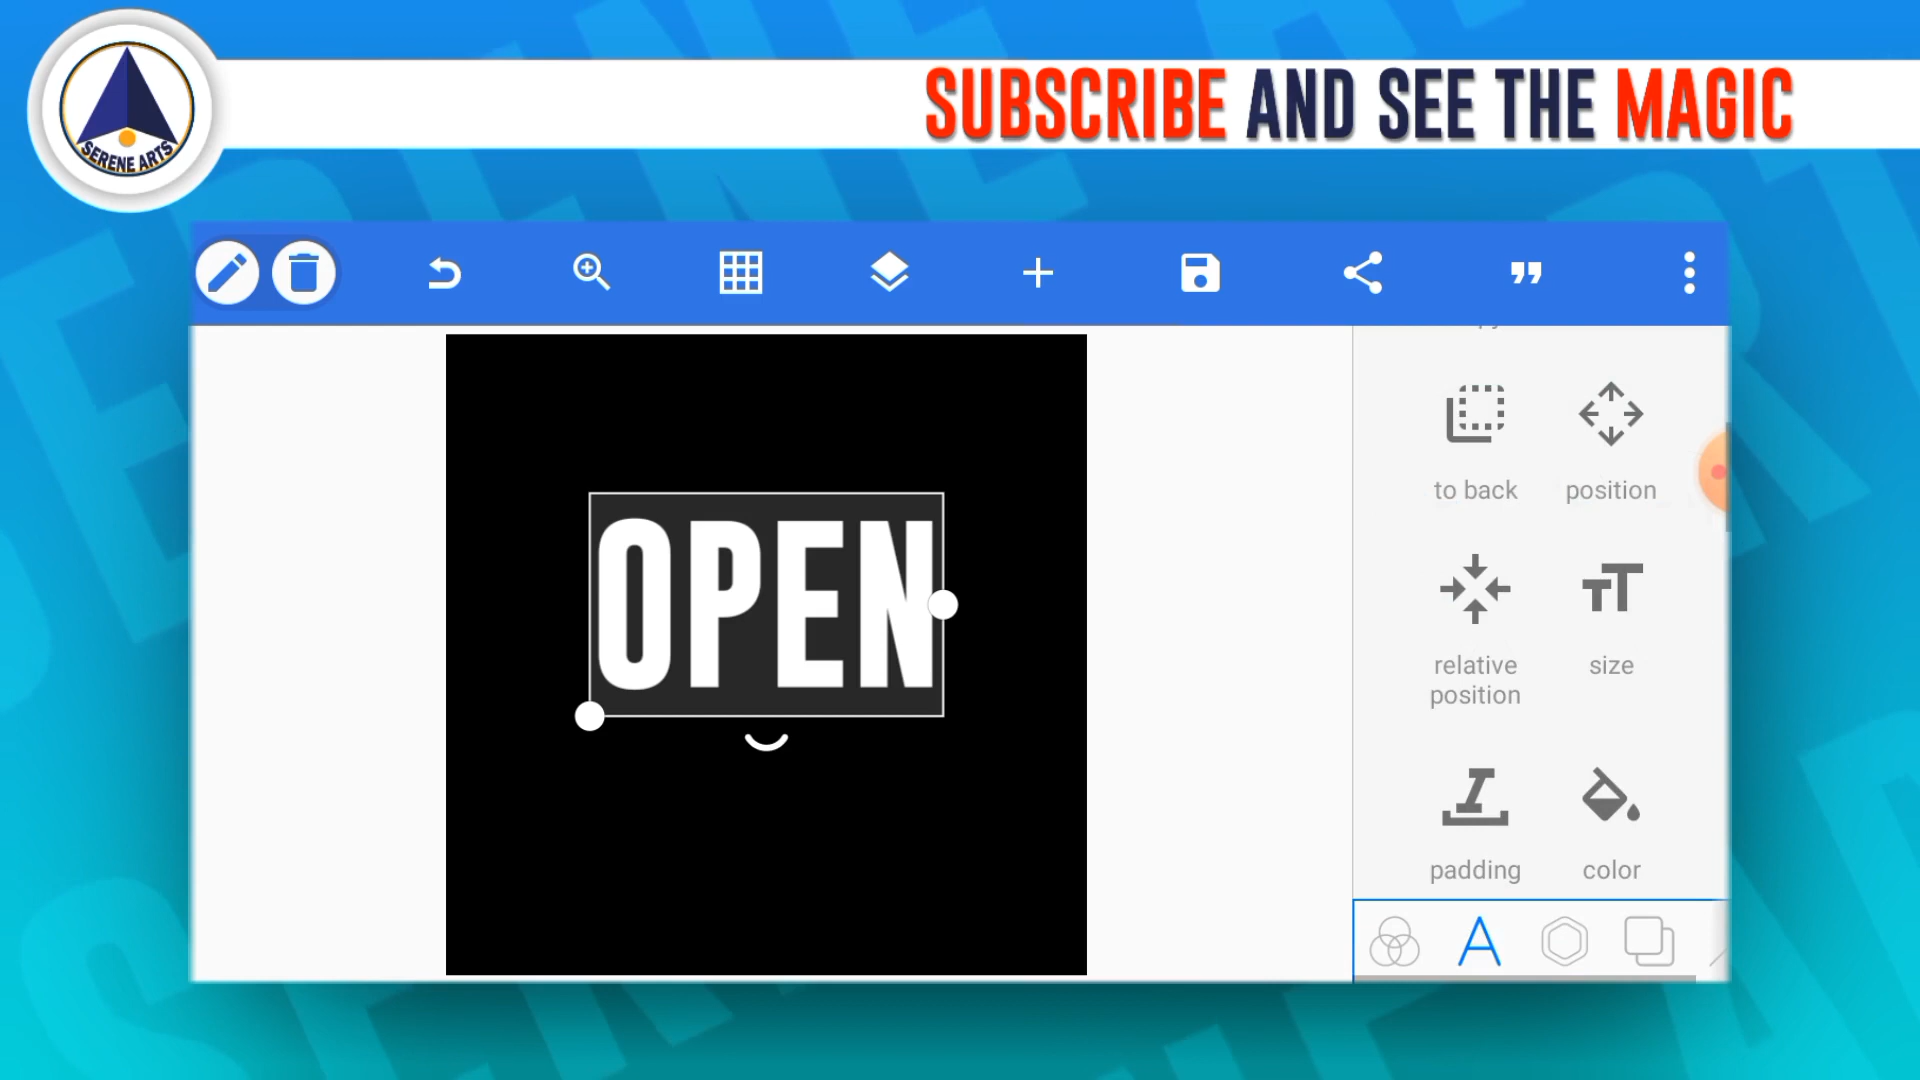 SUBSCRIBE AND SEE THE MAGIC
SERENE ARTS
OPEN
to back
position
relative
position
size
padding
color